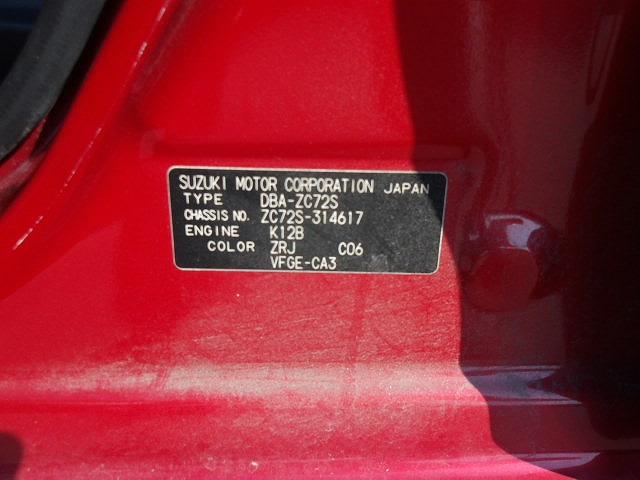 SUZUKI MOTOR CORPORATION JAPAN
TYPE DBA-ZC72S
CHASSIS NO. ZC72S-314617
ENGINE K12B
COLOR ZRJ C06
VFGE-CA3